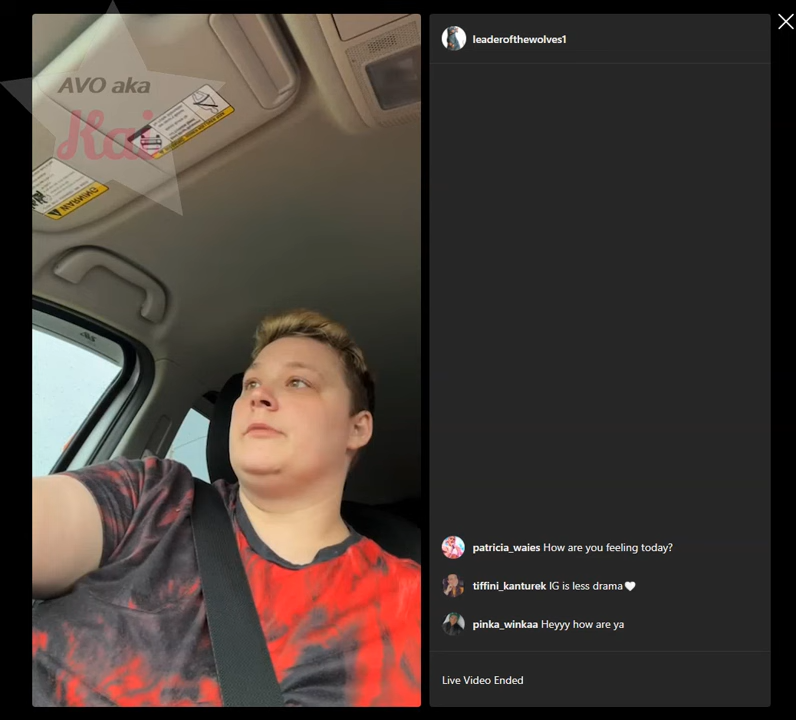 leaderofthewolves1
AVO aka
Kai
WARNING
patricia_waies How are you feeling today?
tiffini_kanturek IG is less drama🤍
pinka_winkaa Heyyy how are ya
Live Video Ended